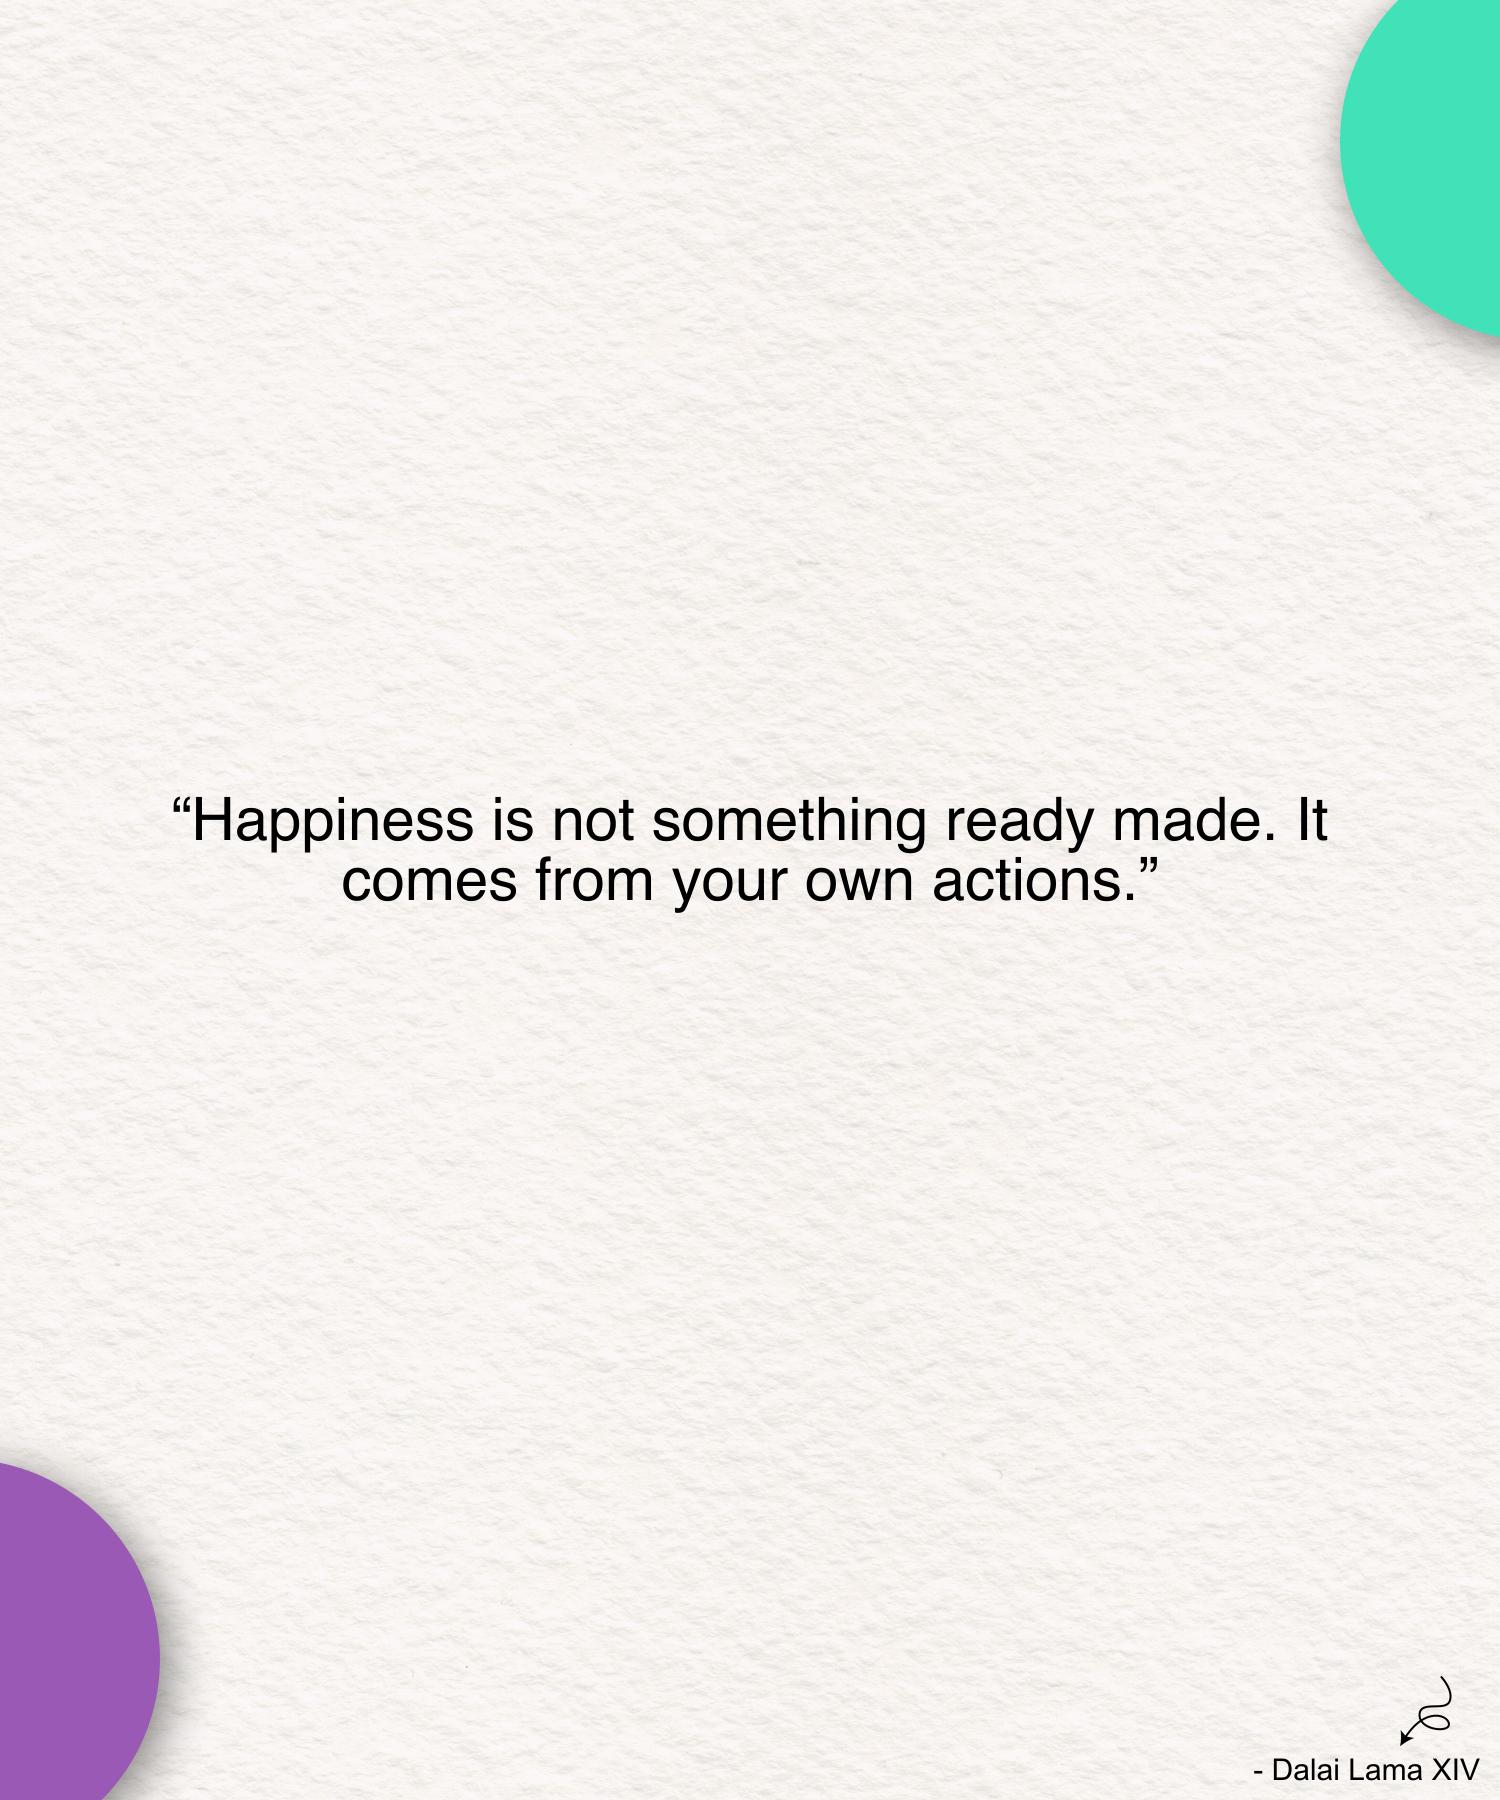 “Happiness is not something ready made. It
comes from your own actions.”
- Dalai Lama XIV